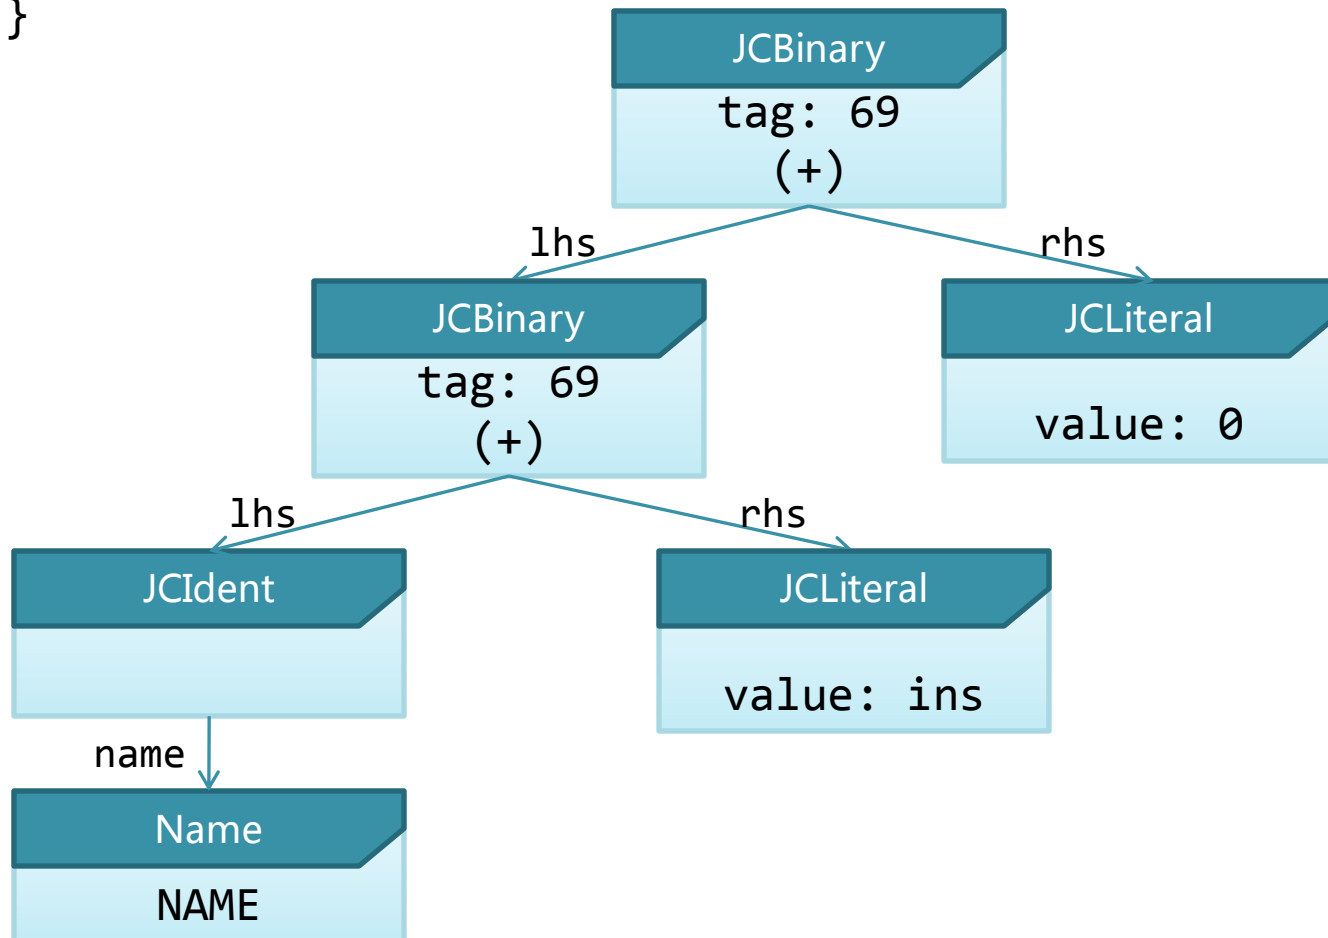 }
JCBinary
tag: 69
(+)
lhs
rhs
JCBinary
tag: 69
(+)
JCLiteral
value: 0
lhs
rhs
JCIdent
JCLiteral
value: ins
name
Name
NAME